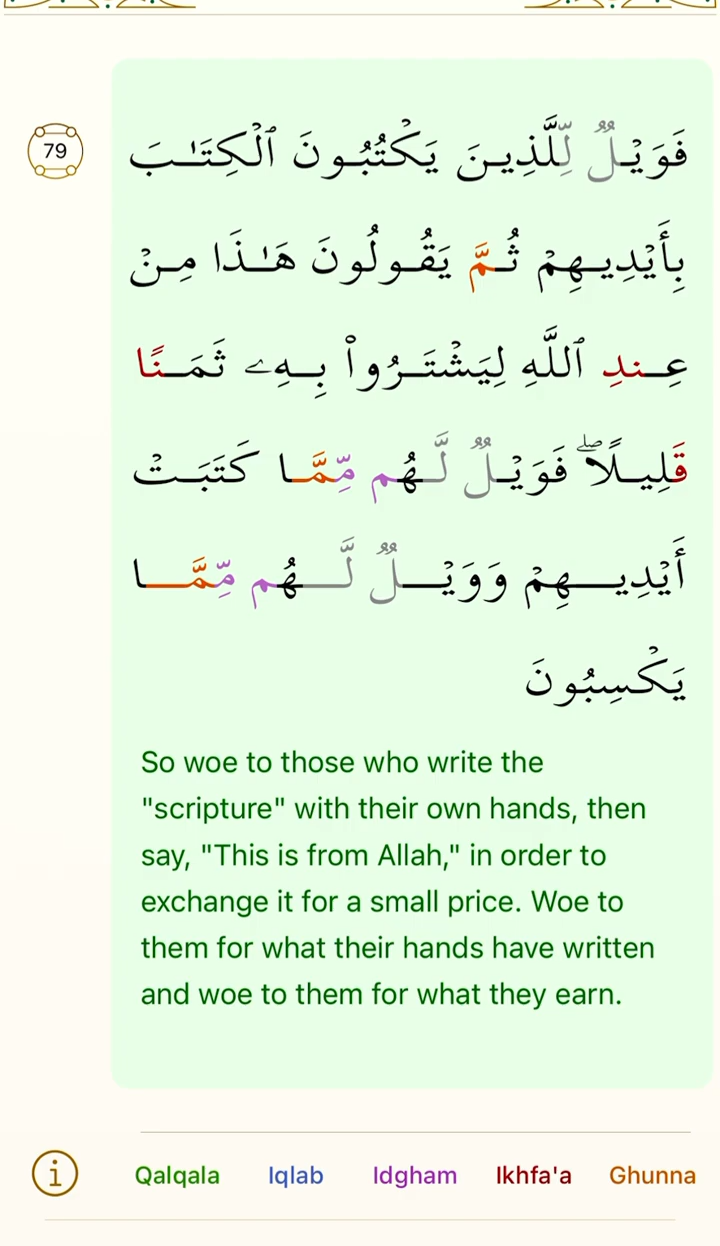 79
فَوَيْلٌ لِّلَّذِينَ يَكْتُبُونَ ٱلْكِتَـٰبَ
بِأَيْدِيهِمْ ثُمَّ يَقُولُونَ هَـٰذَا مِنْ
عِندِ ٱللَّهِ لِيَشْتَرُوا۟ بِهِۦ ثَمَنًا
قَلِيلًا ۖ فَوَيْلٌ لَّهُم مِّمَّا كَتَبَتْ
أَيْدِيهِمْ وَوَيْلٌ لَّهُم مِّمَّا
يَكْسِبُونَ
So woe to those who write the
"scripture" with their own hands, then
say, "This is from Allah," in order to
exchange it for a small price. Woe to
them for what their hands have written
and woe to them for what they earn.
i Qalqala Iqlab Idgham Ikhfa'a Ghunna